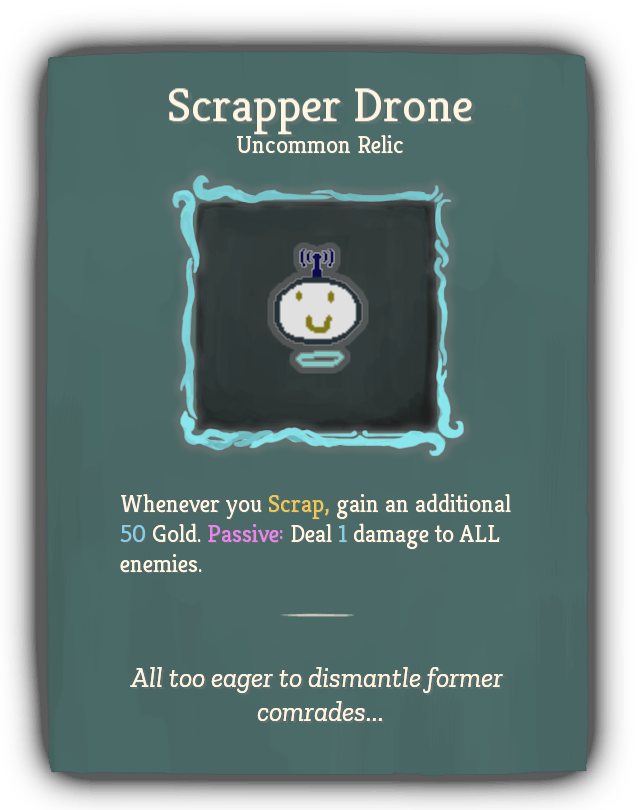 Scrapper Drone
Uncommon Relic
Whenever you Scrap, gain an additional
50 Gold. Passive: Deal 1 damage to ALL
enemies.
All too eager to dismantle former
comrades...